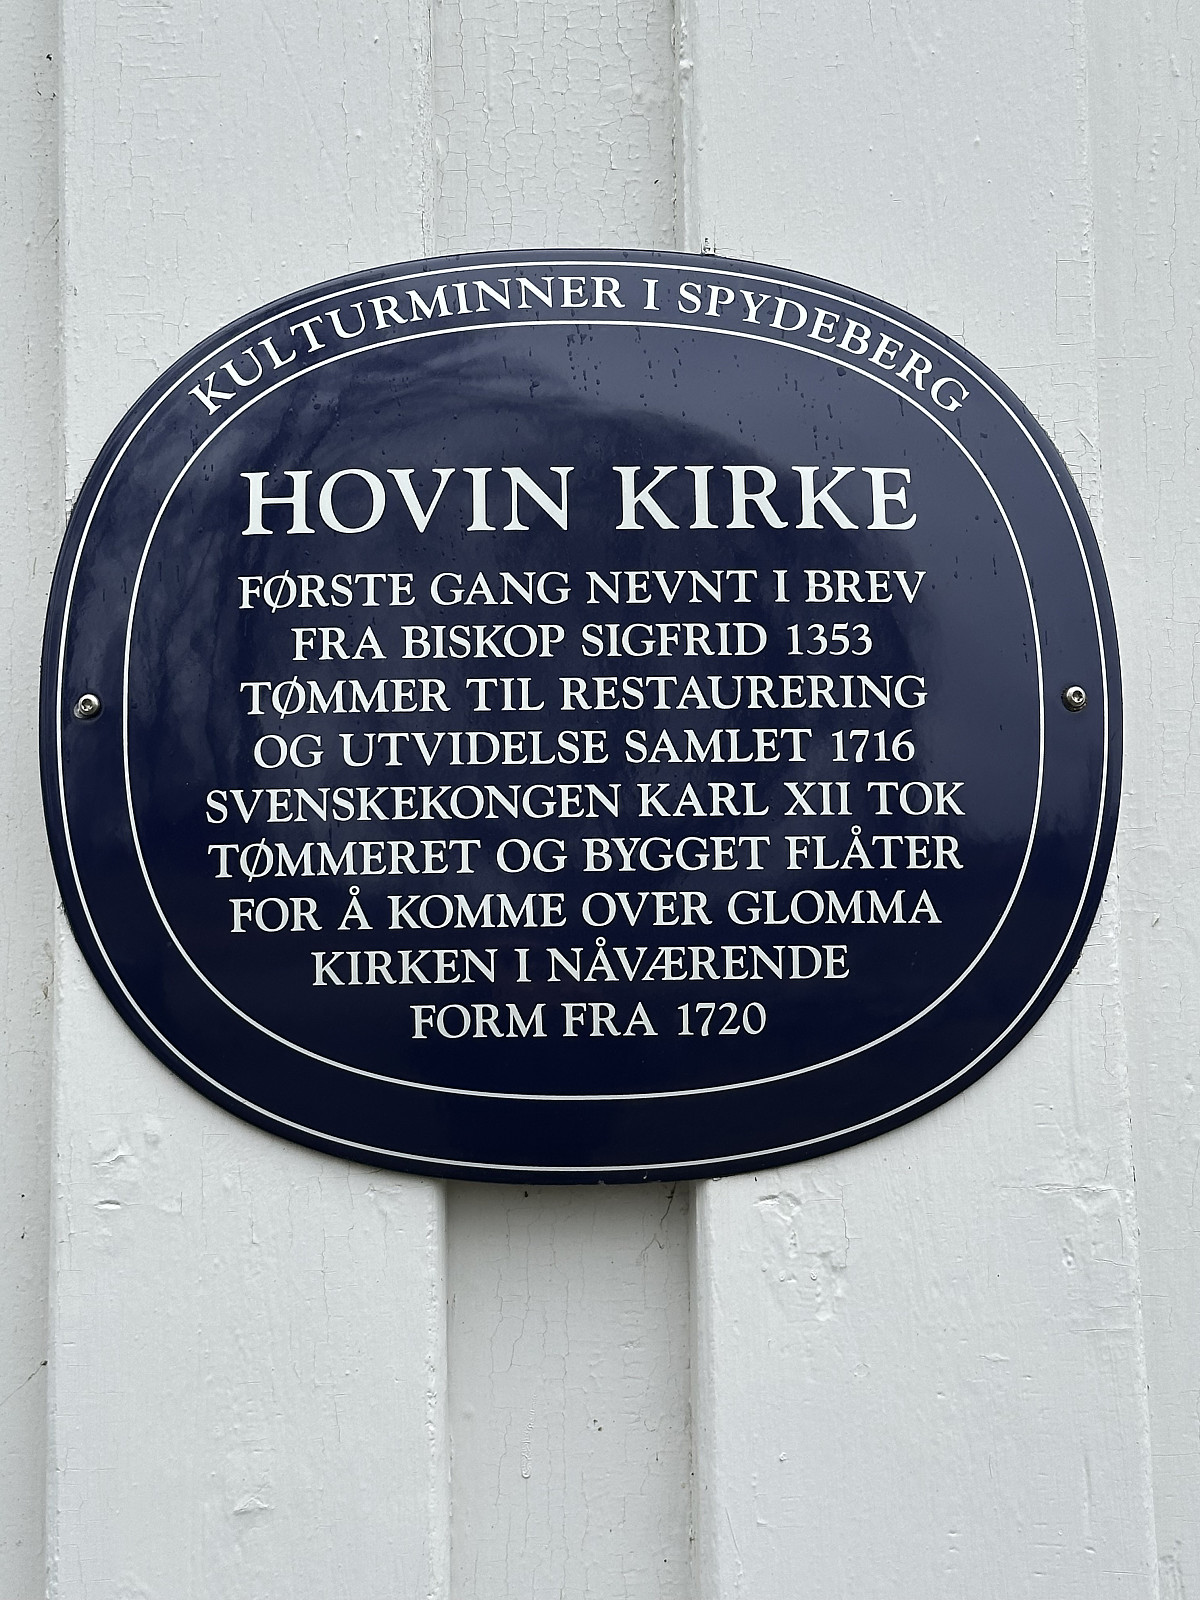 KULTURMINNER I SPYDEBERG
HOVIN KIRKE
FØRSTE GANG NEVNT I BREV
FRA BISKOP SIGFRID 1353
TØMMER TIL RESTAURERING
OG UTVIDELSE SAMLET 1716
SVENSKEKONGEN KARL XII TOK
TØMMERET OG BYGGET FLÅTER
FOR Å KOMME OVER GLOMMA
KIRKEN I NÅVÆRENDE
FORM FRA 1720